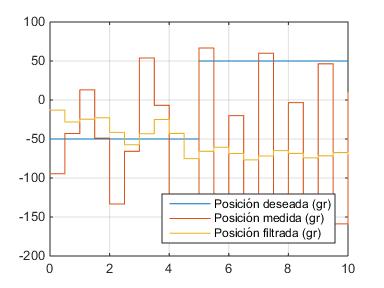 100
50
0
-50
-100
-150
-200
0 2 4 6 8 10
Posición deseada (gr)
Posición medida (gr)
Posición filtrada (gr)